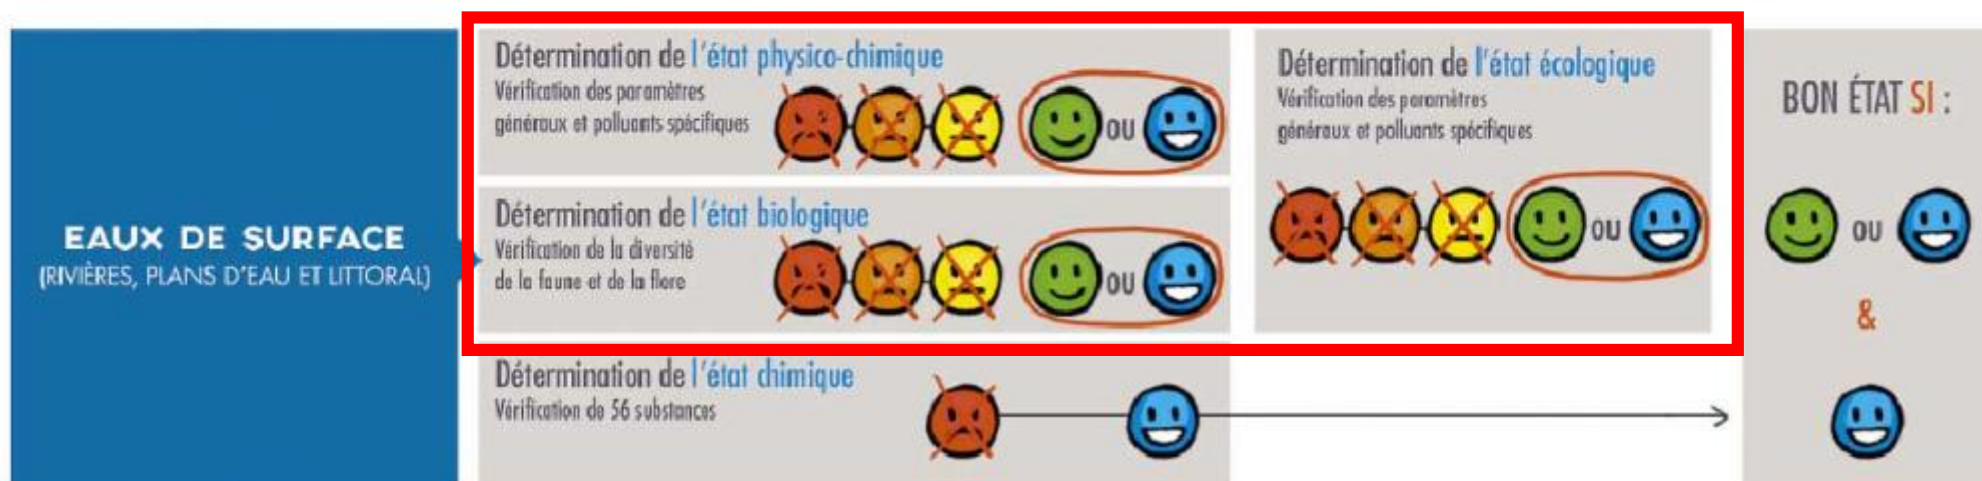 EAUX DE SURFACE
(RIVIÈRES, PLANS D'EAU ET LITTORAL)
Détermination de l'état physico-chimique
Vérification des paramètres
généraux et polluants spécifiques
OU
Détermination de l'état biologique
Vérification de la diversité
de la faune et de la flore
OU
Détermination de l'état chimique
Vérification de 56 substances
Détermination de l'état écologique
Vérification des paramètres
généraux et polluants spécifiques
OU
BON ÉTAT SI :
OU
&